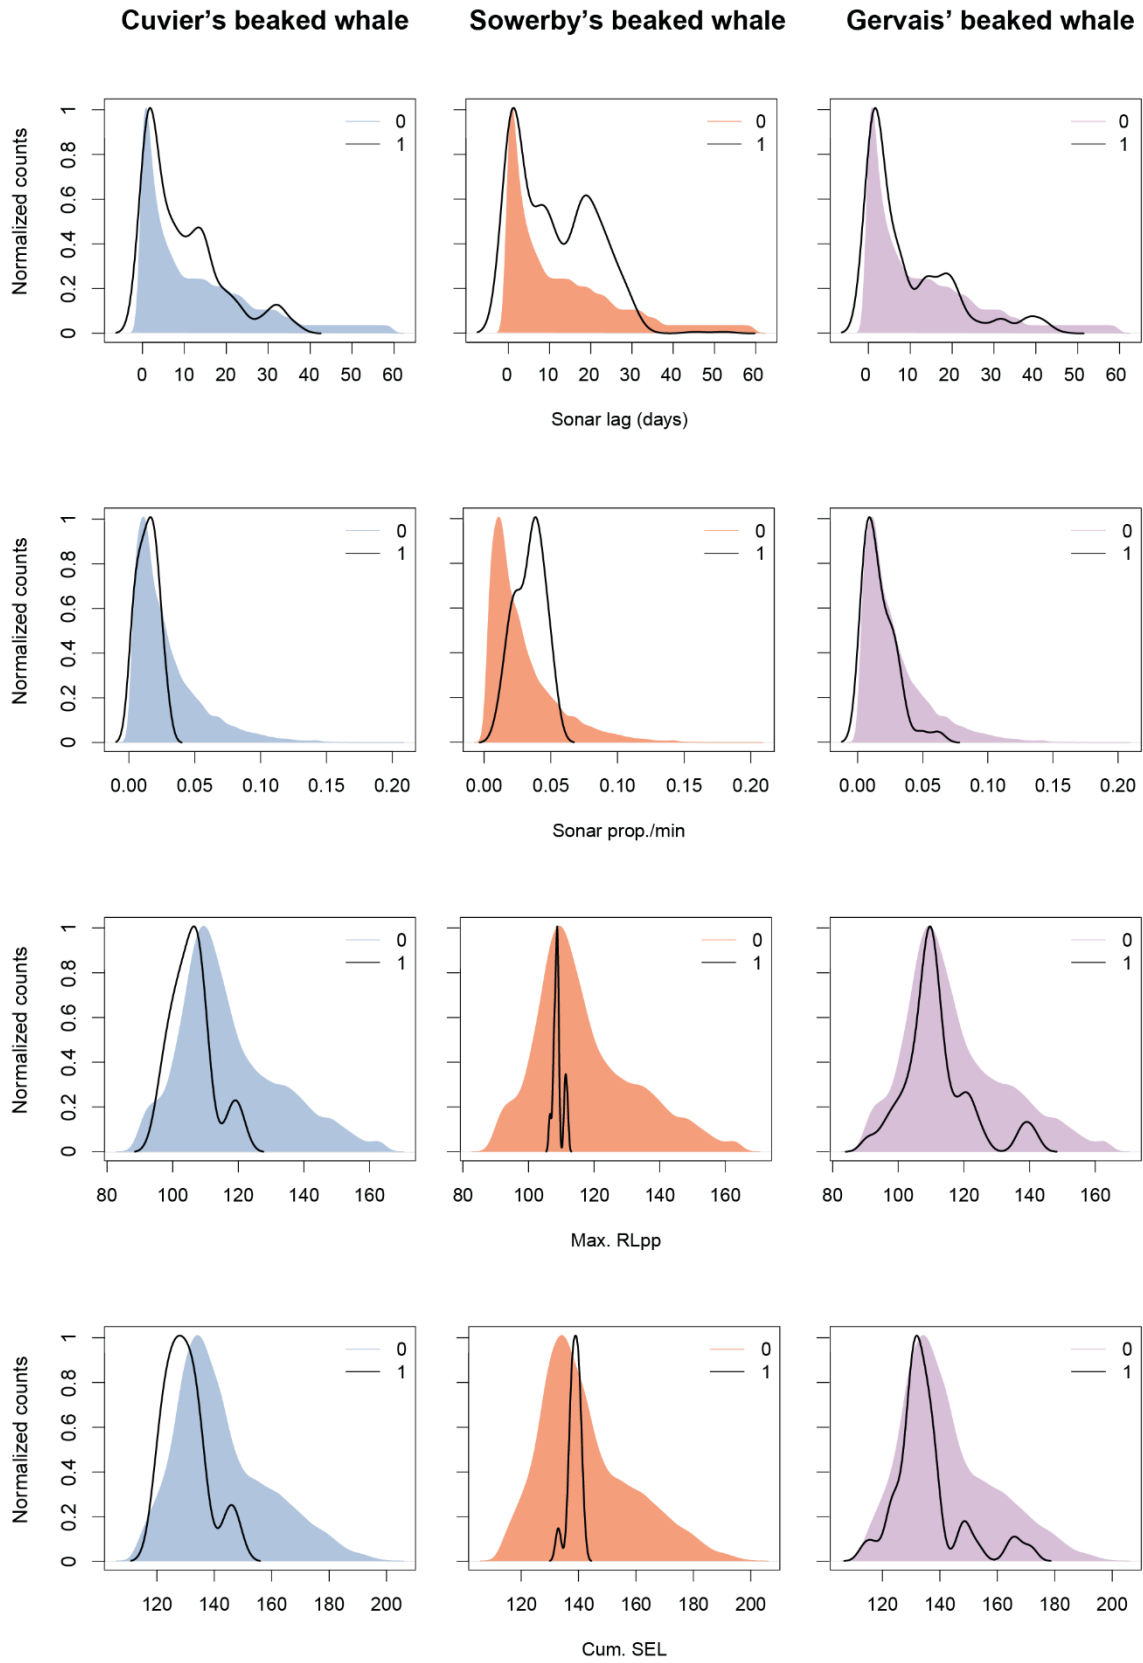 Cuvier's beaked whale Sowerby's beaked whale Gervais' beaked whale
Normalized counts
0 0.2 0.4 0.6 0.8 1
0
1
0
1
0
1
0 10 20 30 40 50 60
0 10 20 30 40 50 60
0 10 20 30 40 50 60
Sonar lag (days)
Normalized counts
0 0.2 0.4 0.6 0.8 1
0
1
0
1
0
1
0.00 0.05 0.10 0.15 0.20
0.00 0.05 0.10 0.15 0.20
0.00 0.05 0.10 0.15 0.20
Sonar prop./min
Normalized counts
0 0.2 0.4 0.6 0.8 1
0
1
0
1
0
1
80 100 120 140 160
80 100 120 140 160
80 100 120 140 160
Max. RLpp
Normalized counts
0 0.2 0.4 0.6 0.8 1
0
1
0
1
0
1
120 140 160 180 200
120 140 160 180 200
120 140 160 180 200
Cum. SEL